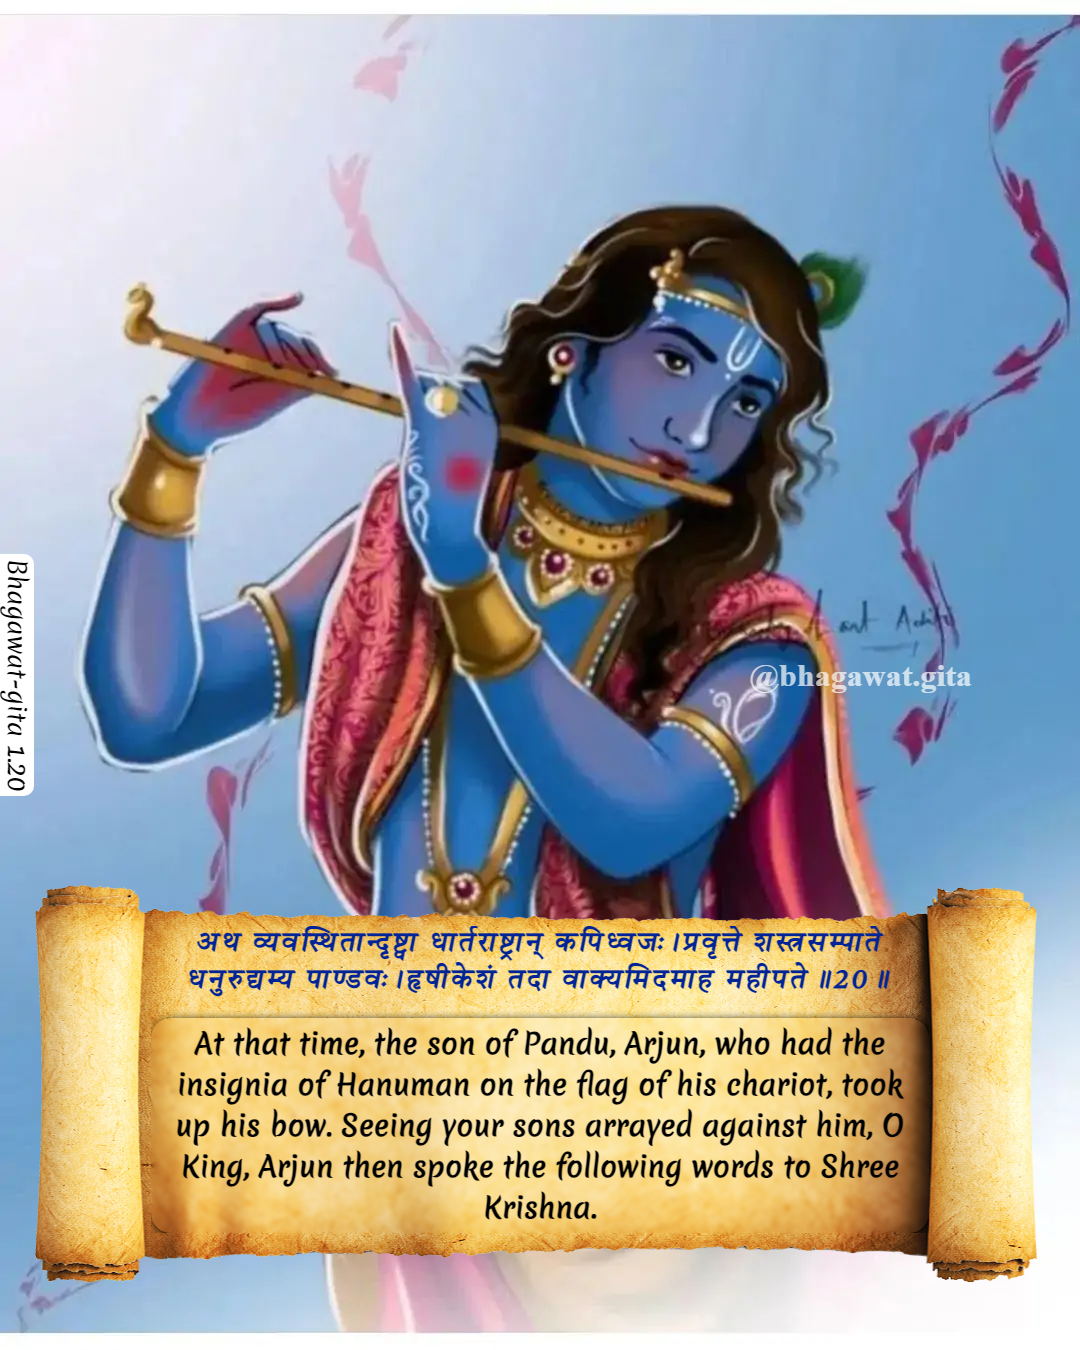 art
@bhagawat.gita
Bhagawat-gita 1.20
अथ व्यवस्थितान्दृष्ट्वा धार्तराष्ट्रान् कपिध्वजः।प्रवृत्ते शस्त्रसम्पाते
धनुरुद्यम्य पाण्डवः।हृषीकेशं तदा वाक्यमिदमाह महीपते ॥20॥
At that time, the son of Pandu, Arjun, who had the
insignia of Hanuman on the flag of his chariot, took
up his bow. Seeing your sons arrayed against him, O
King, Arjun then spoke the following words to Shree
Krishna.